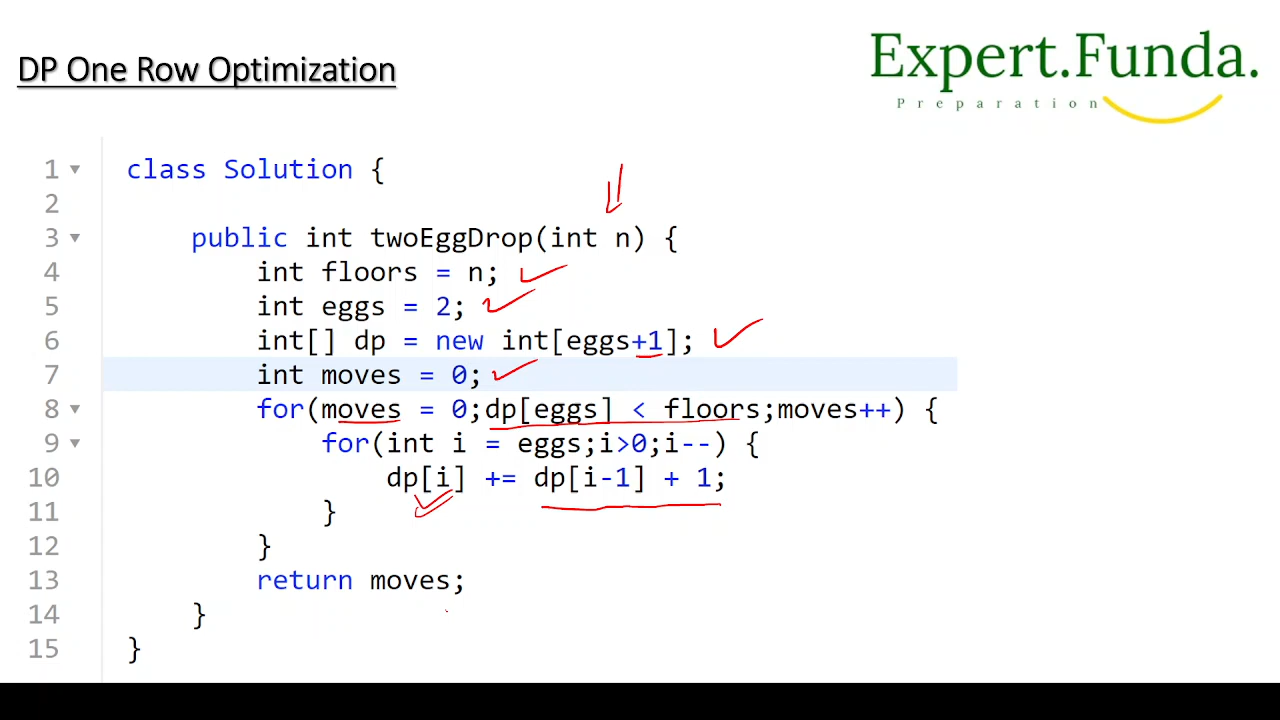 DP One Row Optimization
Expert.Funda.
Preparation
1 class Solution {
2
3 public int twoEggDrop(int n) {
4 int floors = n;
5 int eggs = 2;
6 int[] dp = new int[eggs+1];
7 int moves = 0;
8 for(moves = 0;dp[eggs] < floors;moves++) {
9 for(int i = eggs;i>0;i--) {
10 dp[i] += dp[i-1] + 1;
11 }
12 }
13 return moves;
14 }
15 }